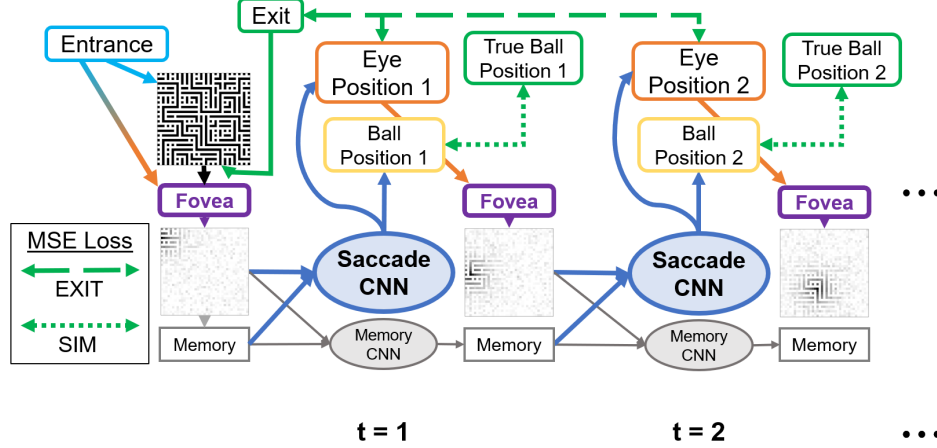 Exit
Entrance
Eye
Position 1
True Ball
Position 1
Eye
Position 2
True Ball
Position 2
Ball
Position 1
Ball
Position 2
Fovea
Fovea
Fovea
MSE Loss
EXIT
SIM
Saccade
CNN
Saccade
CNN
Memory
Memory
CNN
Memory
Memory
CNN
Memory
t = 1
t = 2
•••
•••